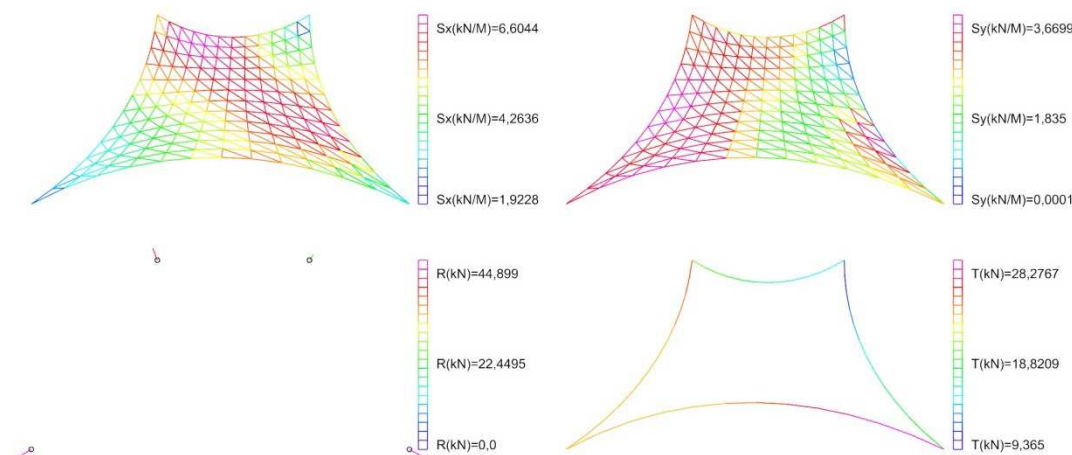 Sx(kN/M)=6,6044
Sx(kN/M)=4,2636
Sx(kN/M)=1,9228
Sy(kN/M)=3,6699
Sy(kN/M)=1,835
Sy(kN/M)=0,0001
R(kN)=44,899
R(kN)=22,4495
R(kN)=0,0
T(kN)=28,2767
T(kN)=18,8209
T(kN)=9,365